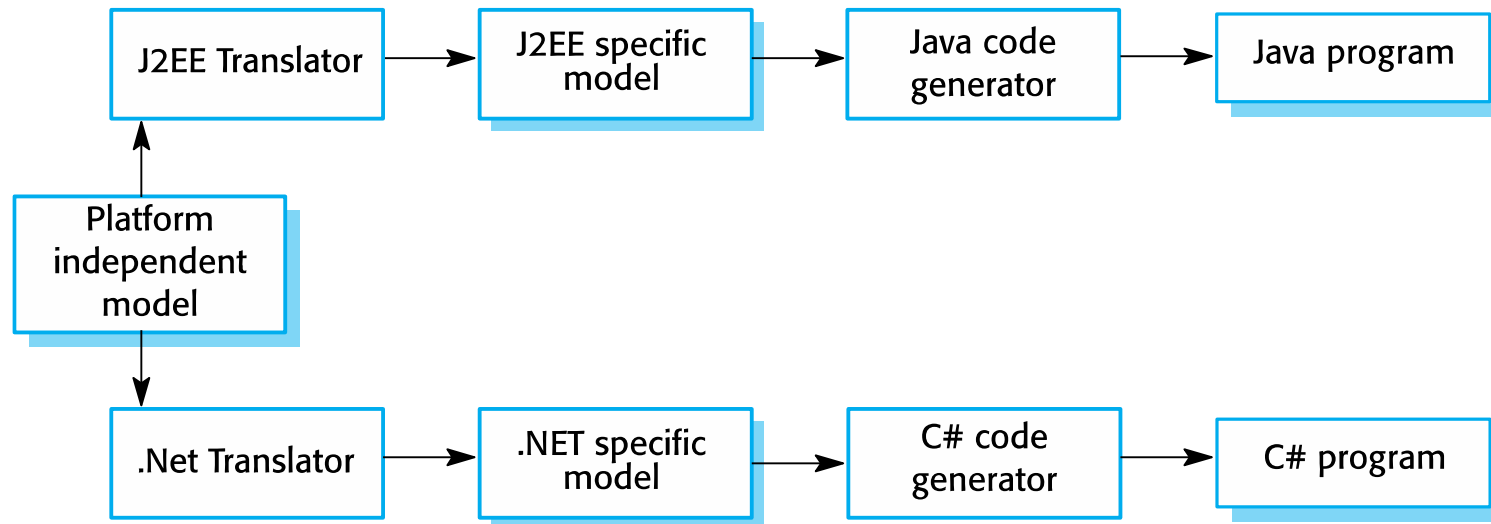 J2EE Translator
J2EE specific
model
Java code
generator
Java program
Platform
independent
model
.Net Translator
.NET specific
model
C# code
generator
C# program